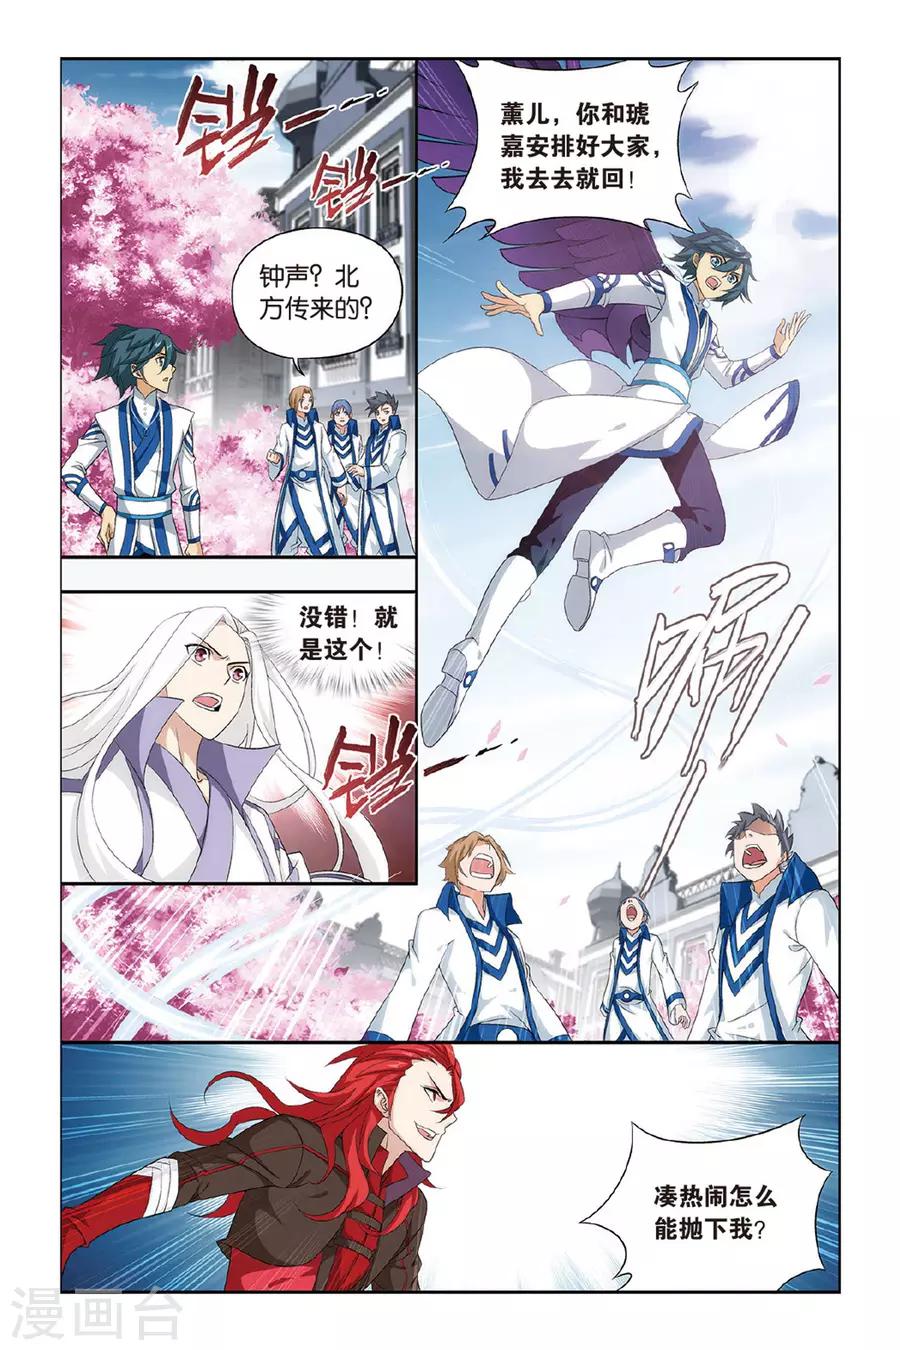 铛
铛
钟声？北
方传来的？
没错！就
是这个！
铛
薰儿，你和琥
嘉安排好大家，
我去去就回！
唰
凑热闹怎么
能抛下我？
漫画台